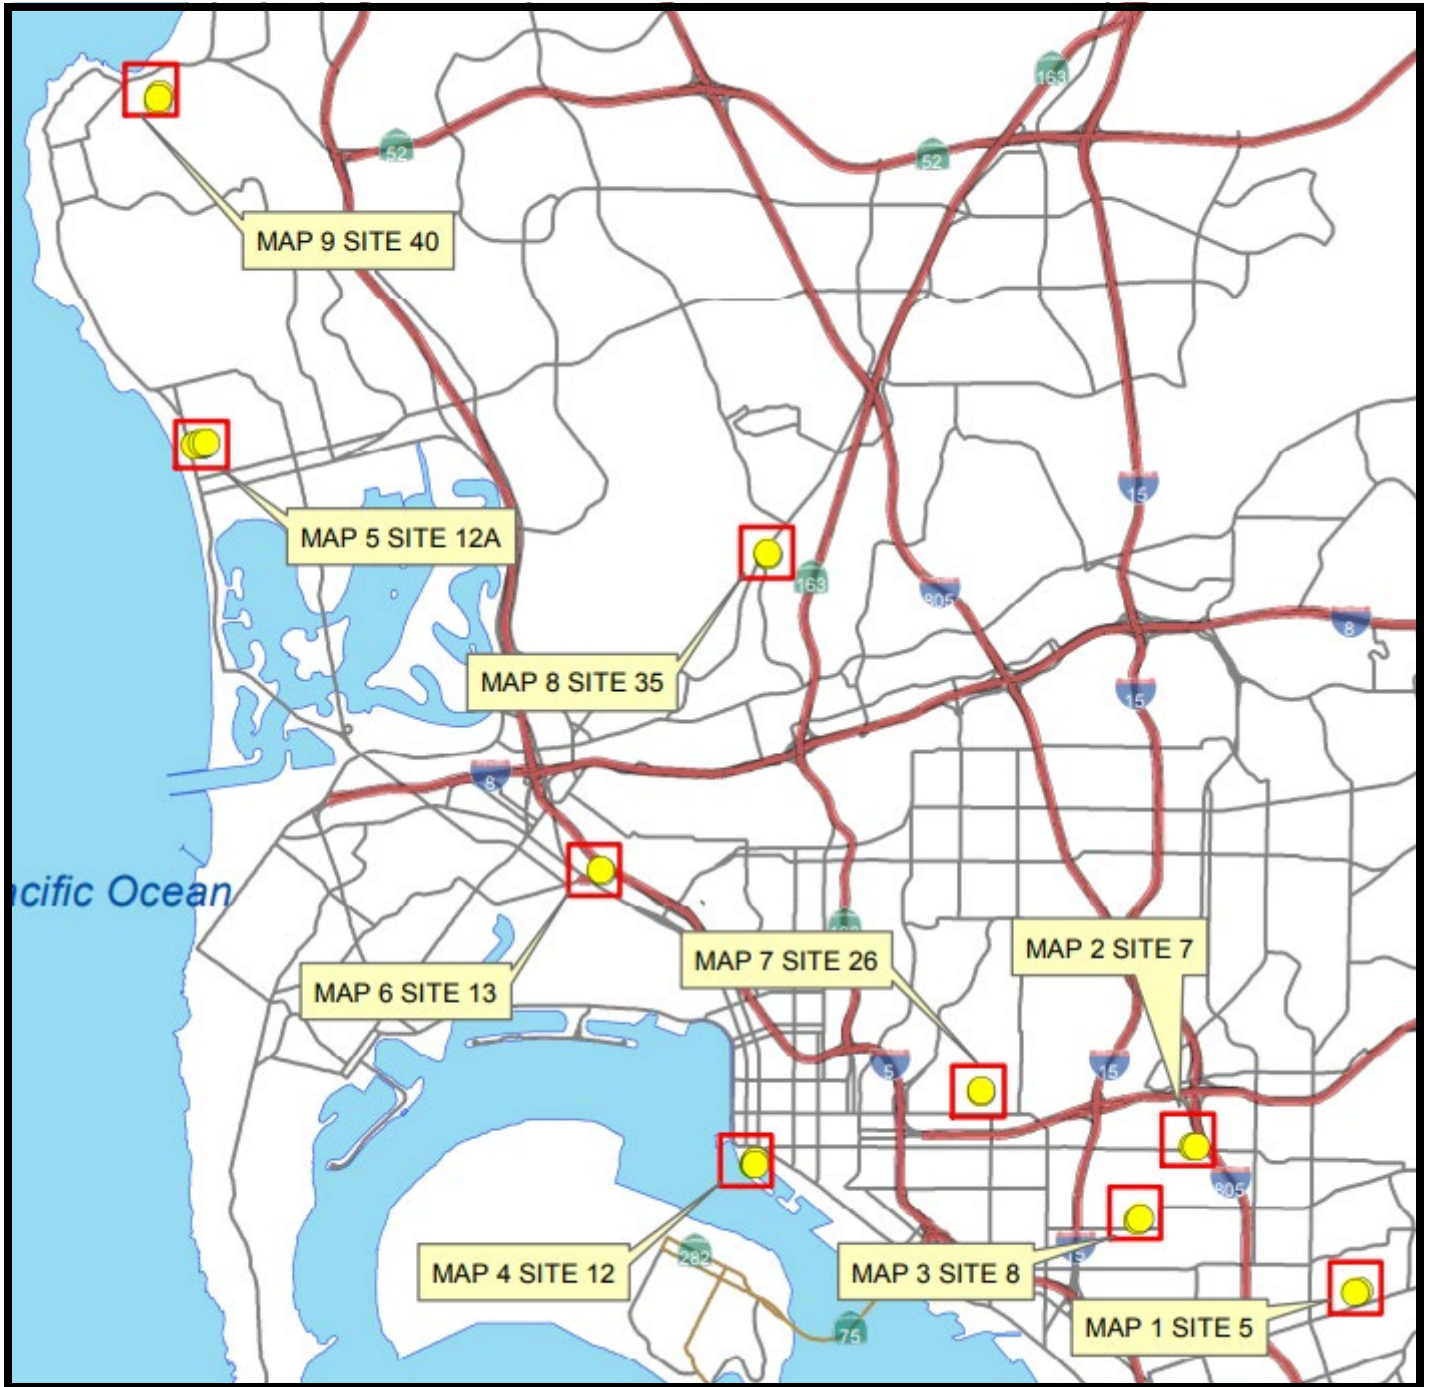 163
52
52
MAP 9 SITE 40
15
MAP 5 SITE 12A
163
805
8
MAP 8 SITE 35
15
8
acific Ocean
MAP 2 SITE 7
MAP 7 SITE 26
MAP 6 SITE 13
5
15
805
282
15
MAP 4 SITE 12
MAP 3 SITE 8
75
MAP 1 SITE 5